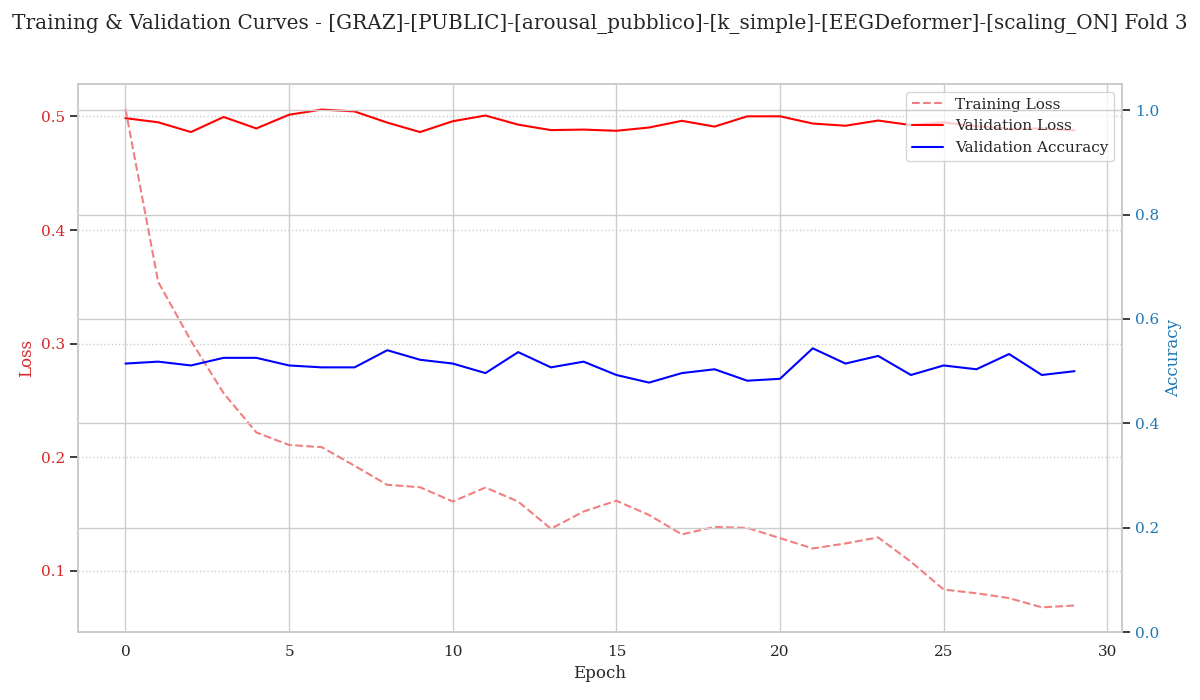 Training & Validation Curves - [GRAZ]-[PUBLIC]-[arousal_pubblico]-[k_simple]-[EEGDeformer]-[scaling_ON] Fold 3
Training Loss
Validation Loss
Validation Accuracy
0.5
0.4
0.3
0.2
0.1
Loss
1.0
0.8
0.6
0.4
0.2
0.0
Accuracy
0
5
10
15
20
25
30
Epoch